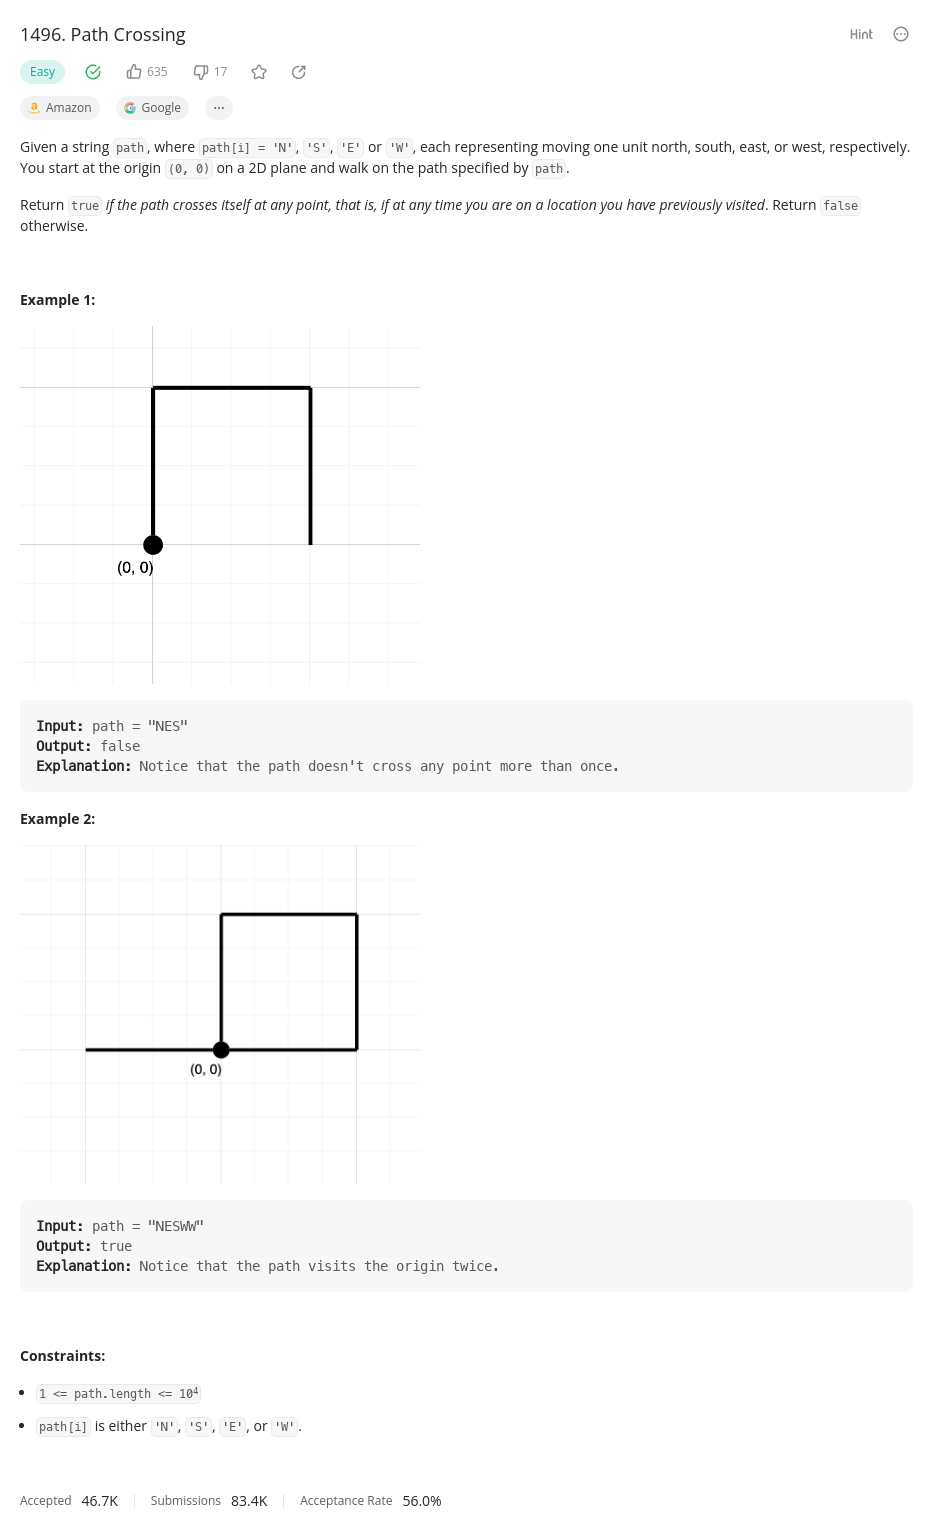 1496. Path Crossing
Hint
Easy
635
17
Amazon
Google
Given a string path, where path[i] = 'N', 'S', 'E' or 'W', each representing moving one unit north, south, east, or west, respectively.
You start at the origin (0, 0) on a 2D plane and walk on the path specified by path.
Return true if the path crosses itself at any point, that is, if at any time you are on a location you have previously visited. Return false
otherwise.
Example 1:
(0, 0)
Input: path = "NES"
Output: false
Explanation: Notice that the path doesn't cross any point more than once.
Example 2:
(0, 0)
Input: path = "NESWW"
Output: true
Explanation: Notice that the path visits the origin twice.
Constraints:
• 1 <= path.length <= 10⁴
• path[i] is either 'N', 'S', 'E', or 'W'.
Accepted 46.7K Submissions 83.4K Acceptance Rate 56.0%